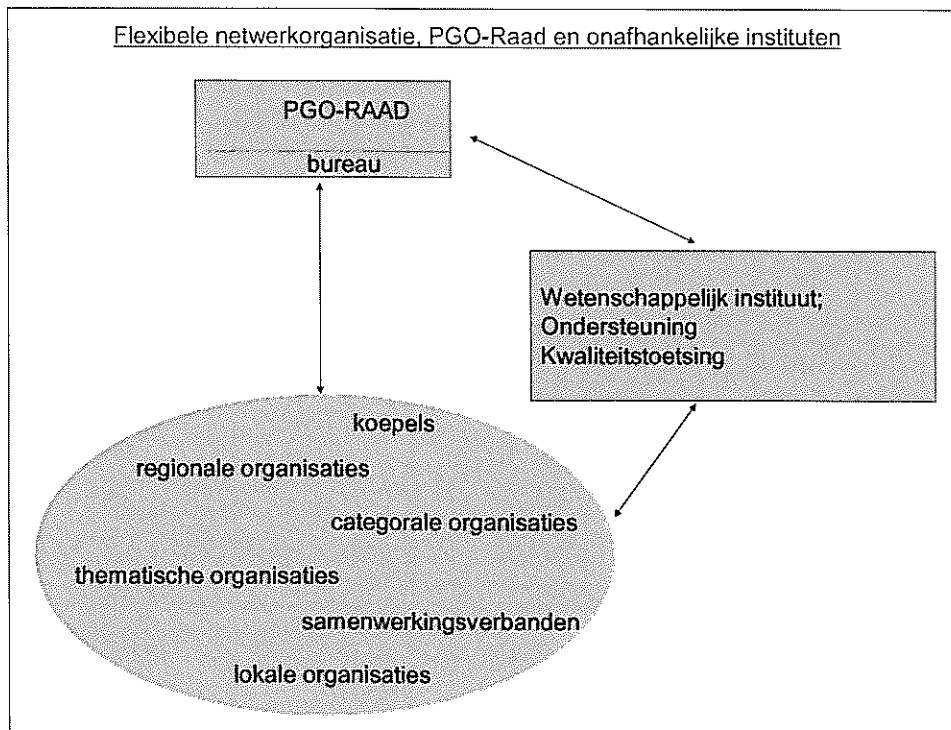 Flexibele netwerkorganisatie, PGO-Raad en onafhankelijke instituten
PGO-RAAD
bureau
Wetenschappelijk instituut;
Ondersteuning
Kwaliteitstoetsing
koepels
regionale organisaties
categorale organisaties
thematische organisaties
samenwerkingsverbanden
lokale organisaties